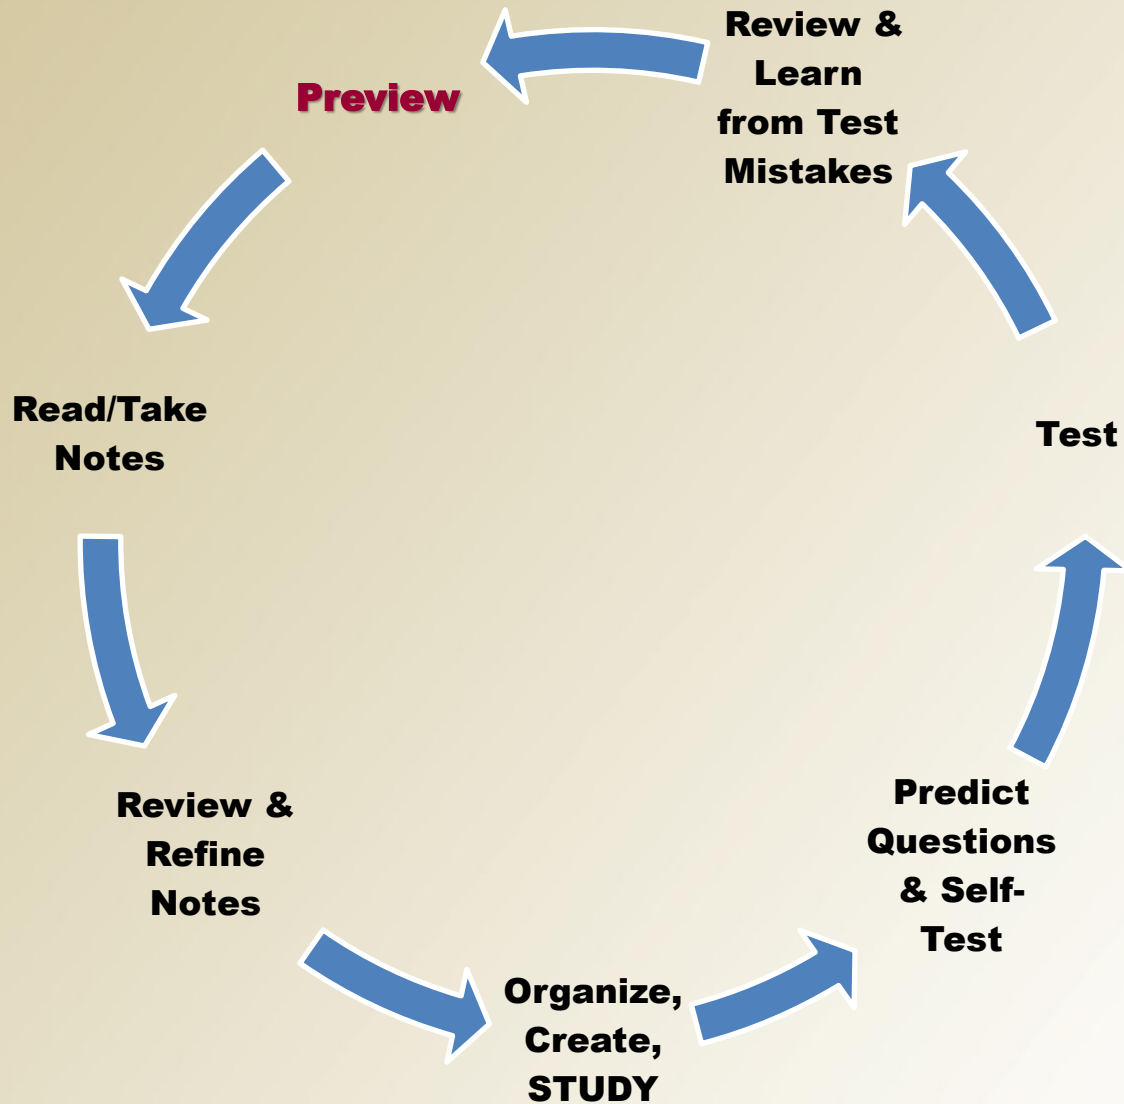 Preview
Read/Take
Notes
Review &
Refine
Notes
Organize,
Create,
STUDY
Predict
Questions
& Self-
Test
Test
Review &
Learn
from Test
Mistakes